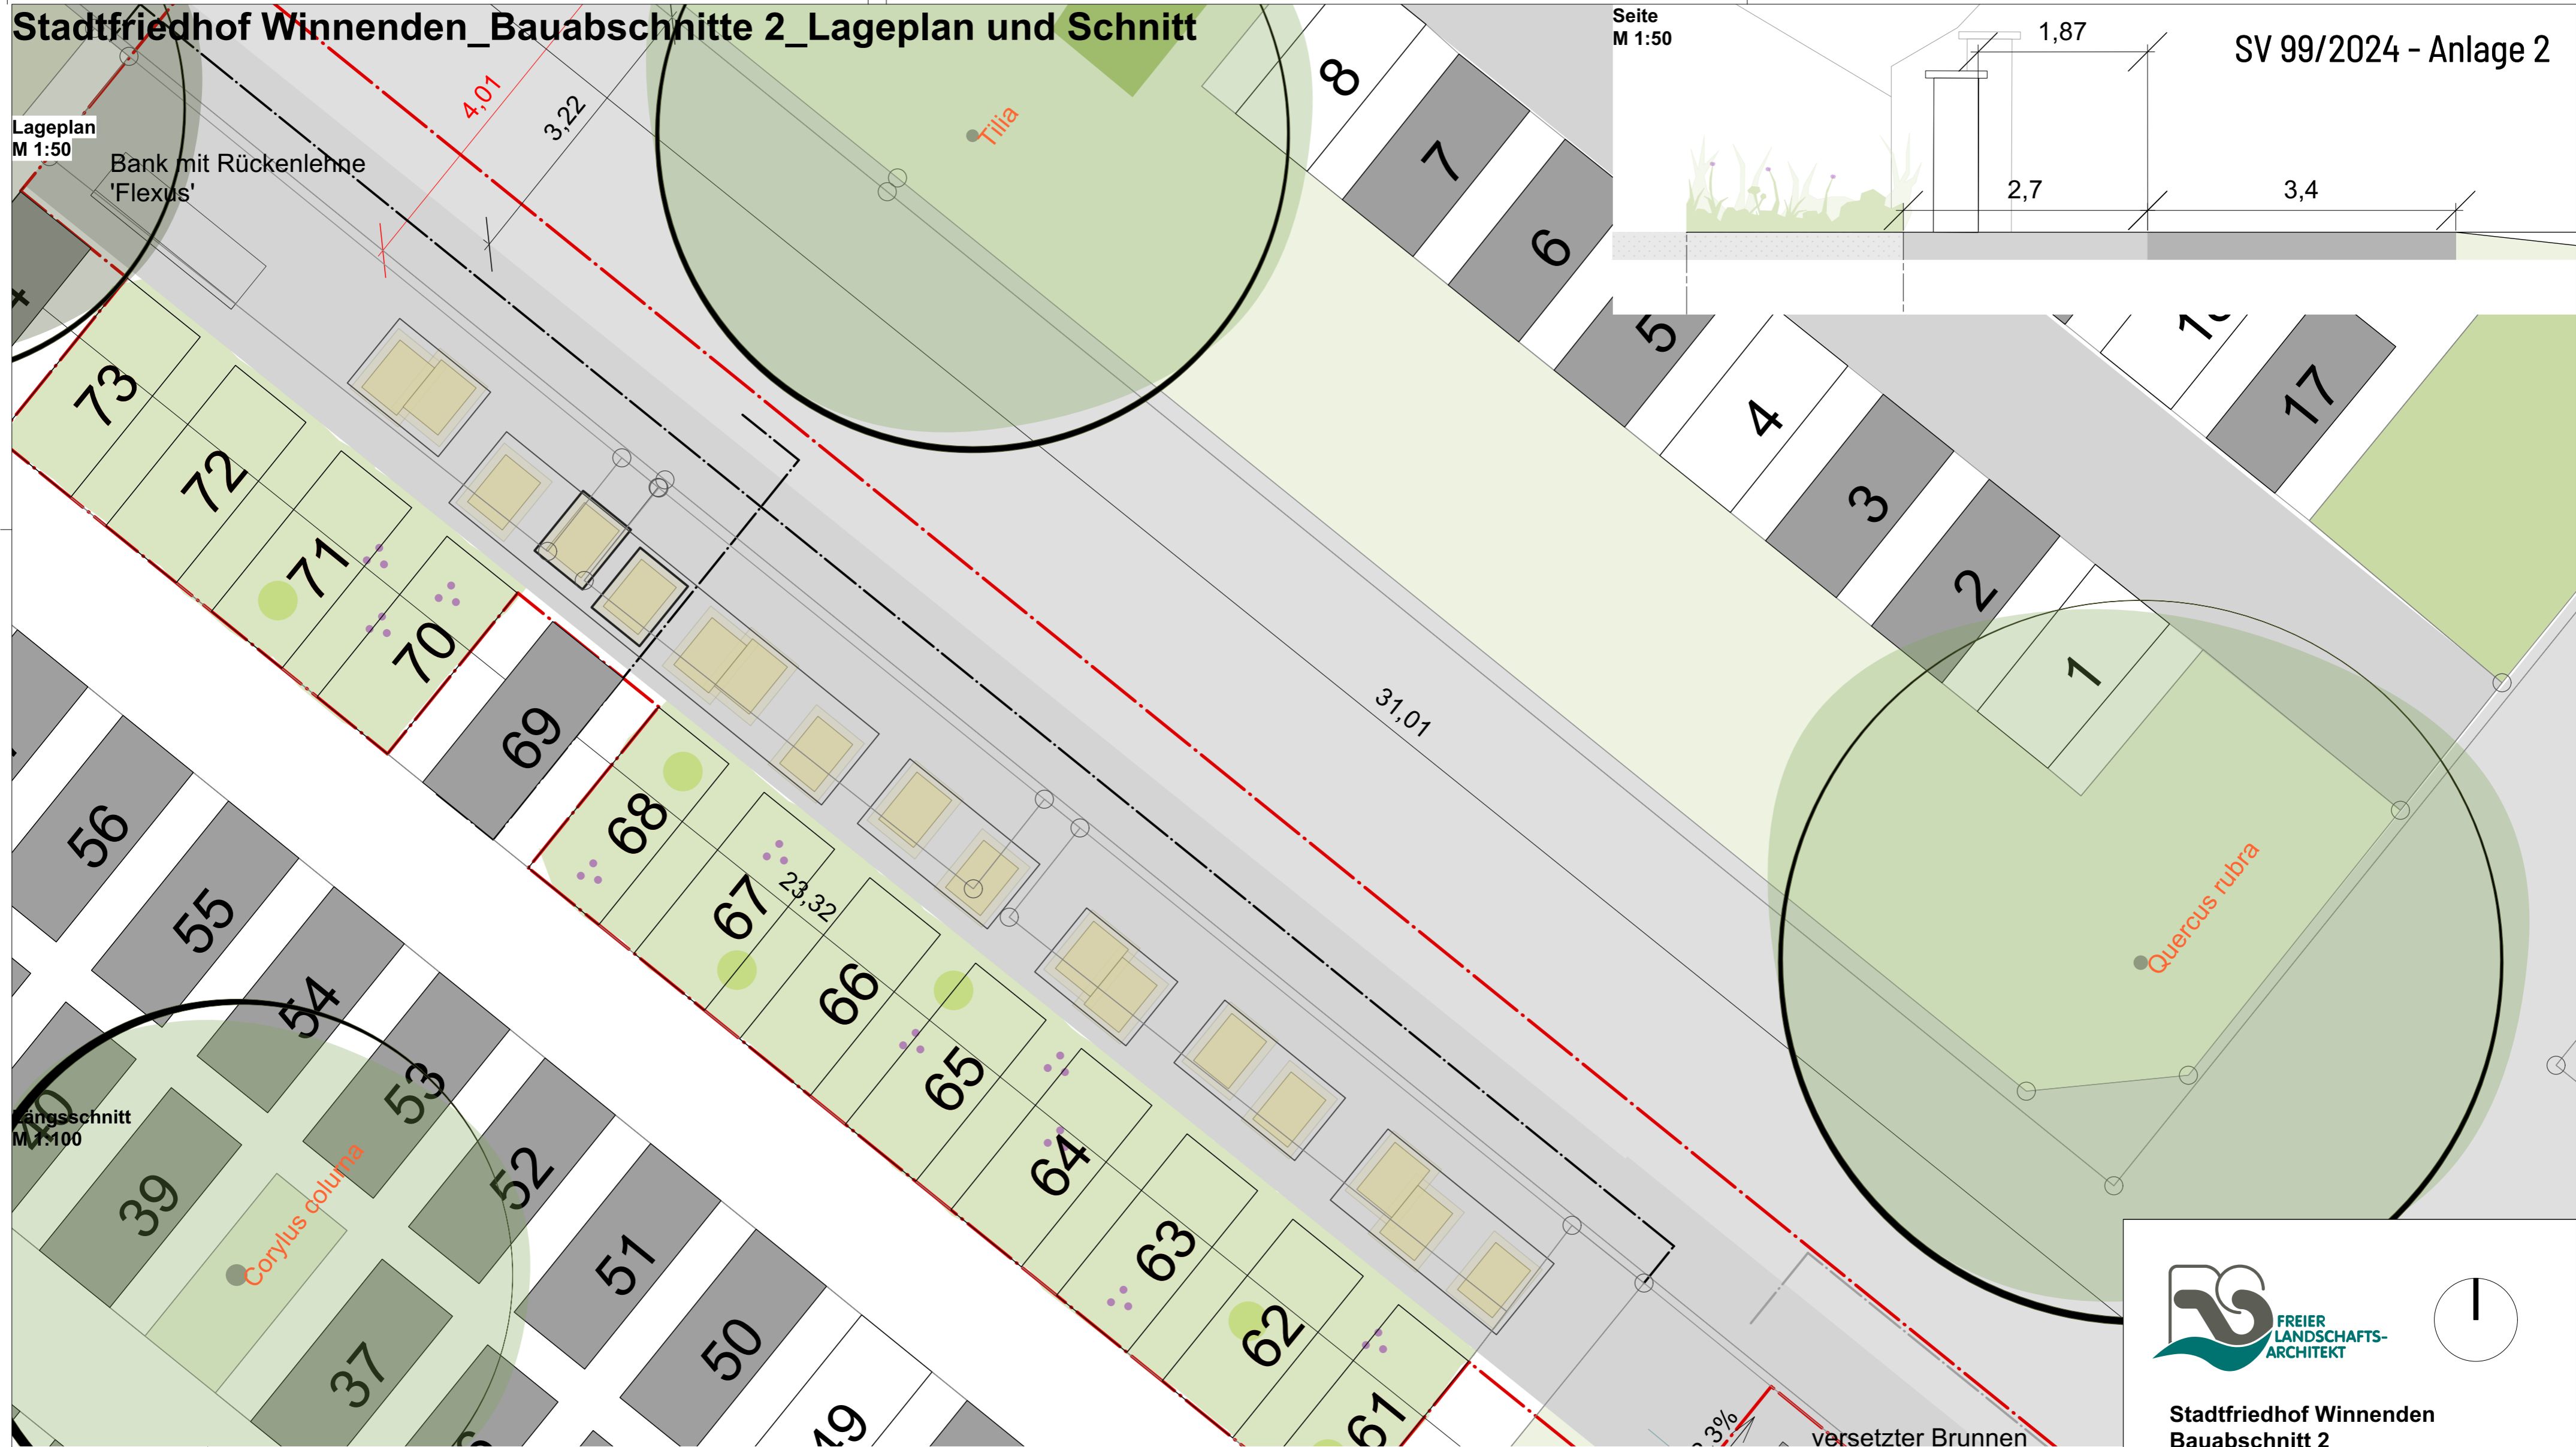 Stadtfriedhof Winnenden_Bauabschnitte 2_Lageplan und Schnitt
Seite
M 1:50
1,87
SV 99/2024 - Anlage 2
2,7
3,4
Lageplan
M 1:50
Bank mit Rückenlehne
'Flexus'
4,01
3,22
Tilia
8
7
6
5
4
3
2
1
17
73
72
71
70
69
68
67
23,32
66
65
64
63
62
61
31,01
Quercus rubra
56
55
54
53
52
51
50
49
40
39
37
Längsschnitt
M 1:100
Corylus colurna
versetzter Brunnen
FREIER
LANDSCHAFTS-
ARCHITEKT
Stadtfriedhof Winnenden
Bauabschnitt 2